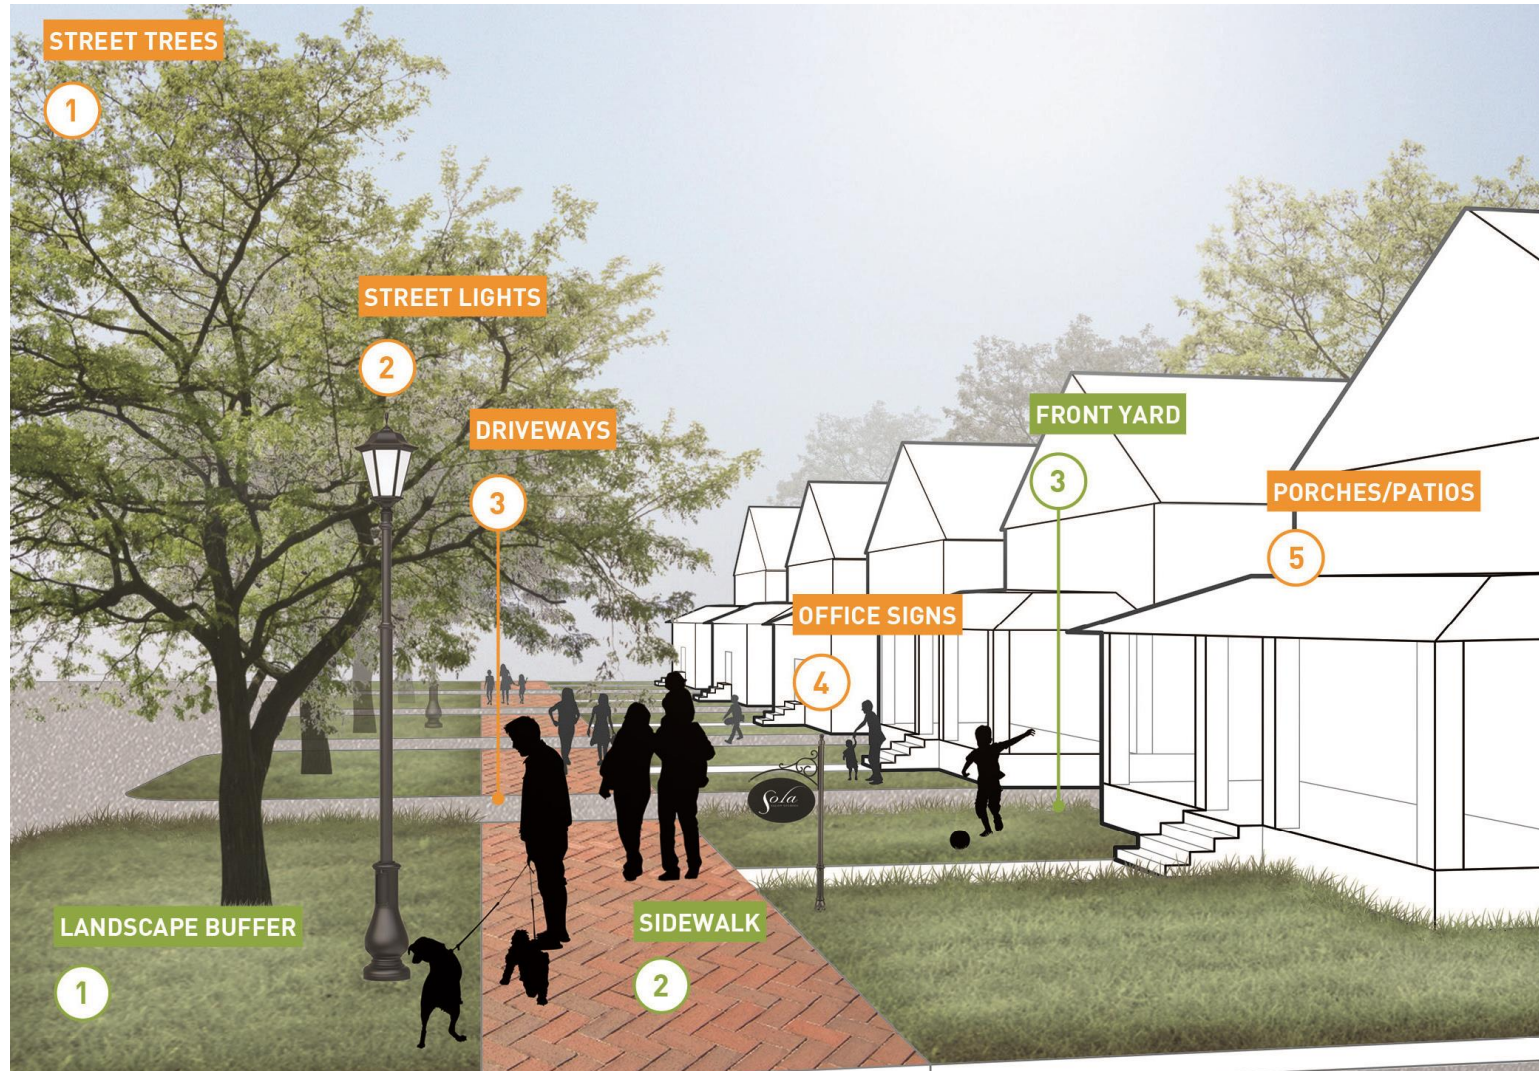 STREET TREES
1
STREET LIGHTS
2
DRIVEWAYS
3
FRONT YARD
3
PORCHES/PATIOS
5
OFFICE SIGNS
4
Sola
LANDSCAPE BUFFER
1
SIDEWALK
2